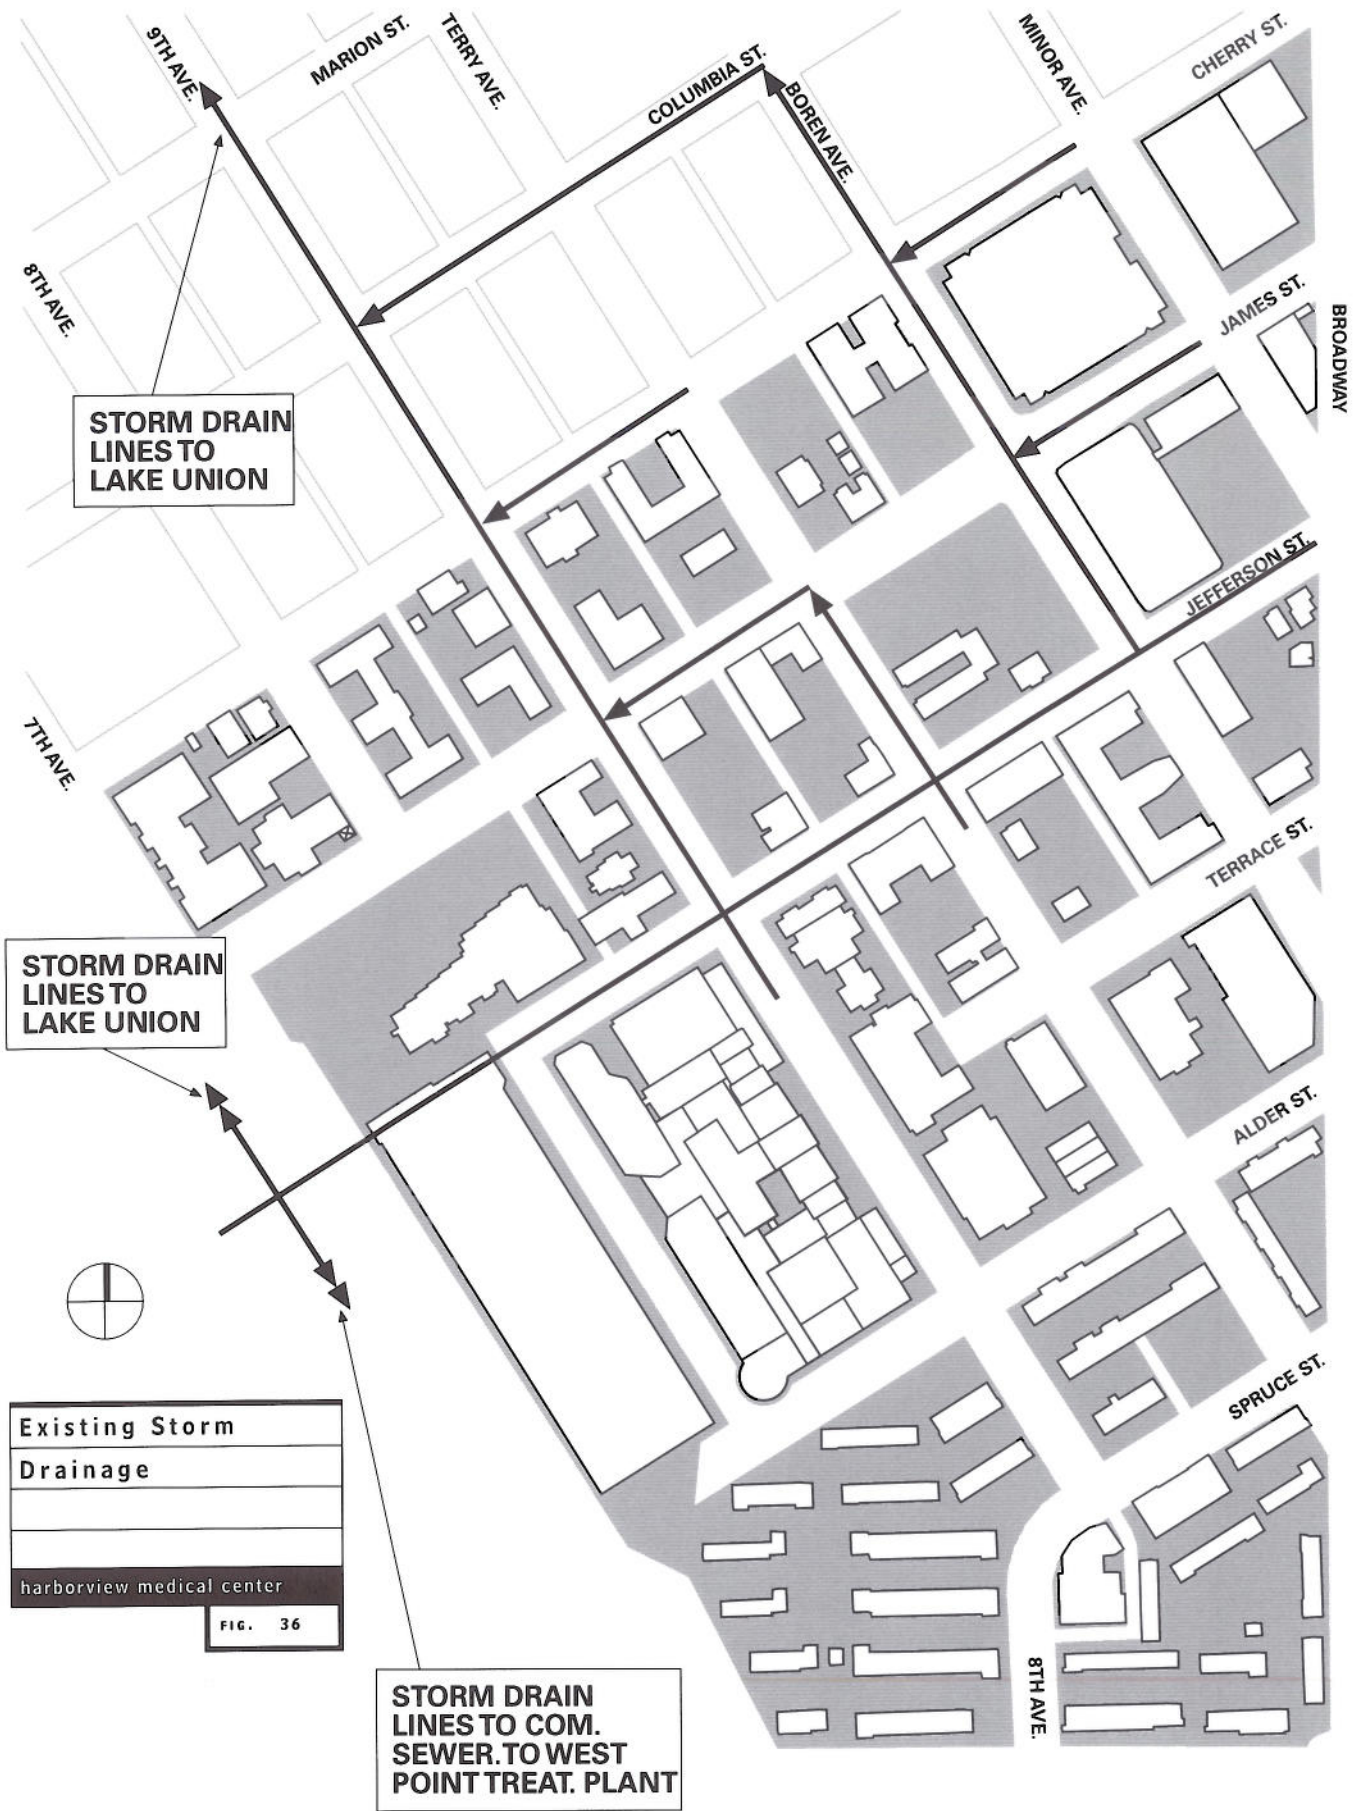 9TH AVE.
MARION ST.
TERRY AVE.
COLUMBIA ST.
BOREN AVE.
MINOR AVE.
CHERRY ST.
8TH AVE.
JAMES ST.
BROADWAY
STORM DRAIN
LINES TO
LAKE UNION
JEFFERSON ST.
7TH AVE.
TERRACE ST.
STORM DRAIN
LINES TO
LAKE UNION
ALDER ST.
SPRUCE ST.
Existing Storm
Drainage
harborview medical center
FIG. 36
8TH AVE.
STORM DRAIN
LINES TO COM.
SEWER.TO WEST
POINT TREAT. PLANT